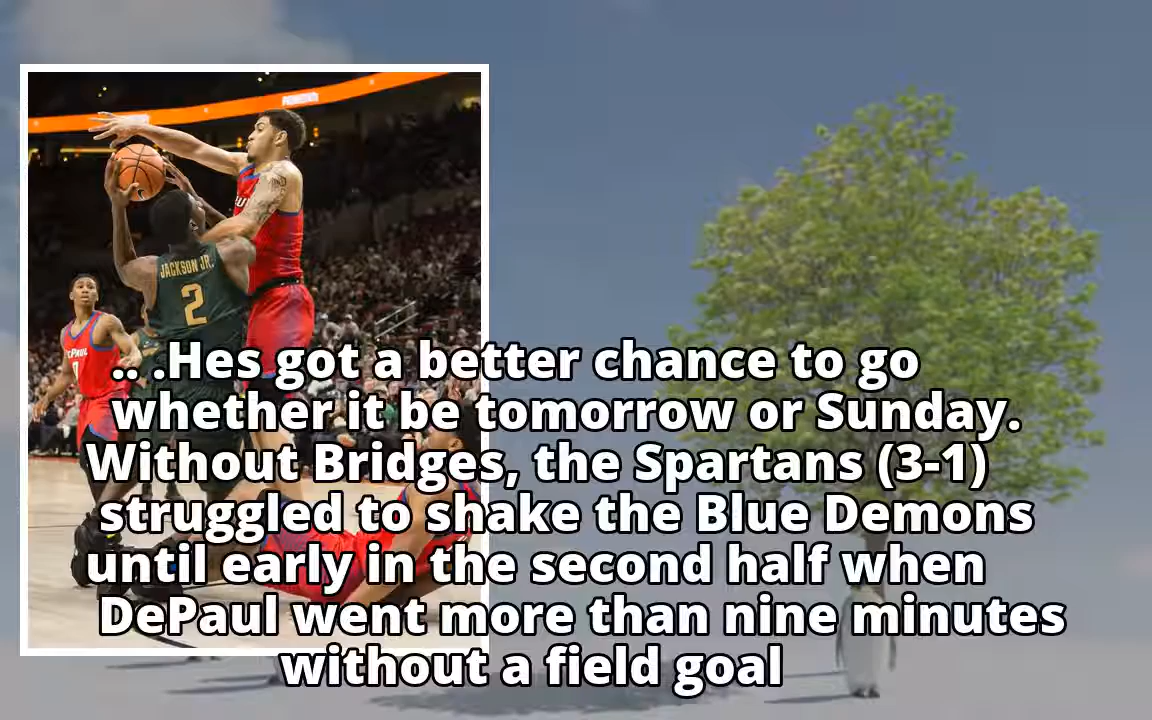 JACKSON JR.
2
.. .Hes got a better chance to go
whether it be tomorrow or Sunday.
Without Bridges, the Spartans (3-1)
struggled to shake the Blue Demons
until early in the second half when
DePaul went more than nine minutes
without a field goal